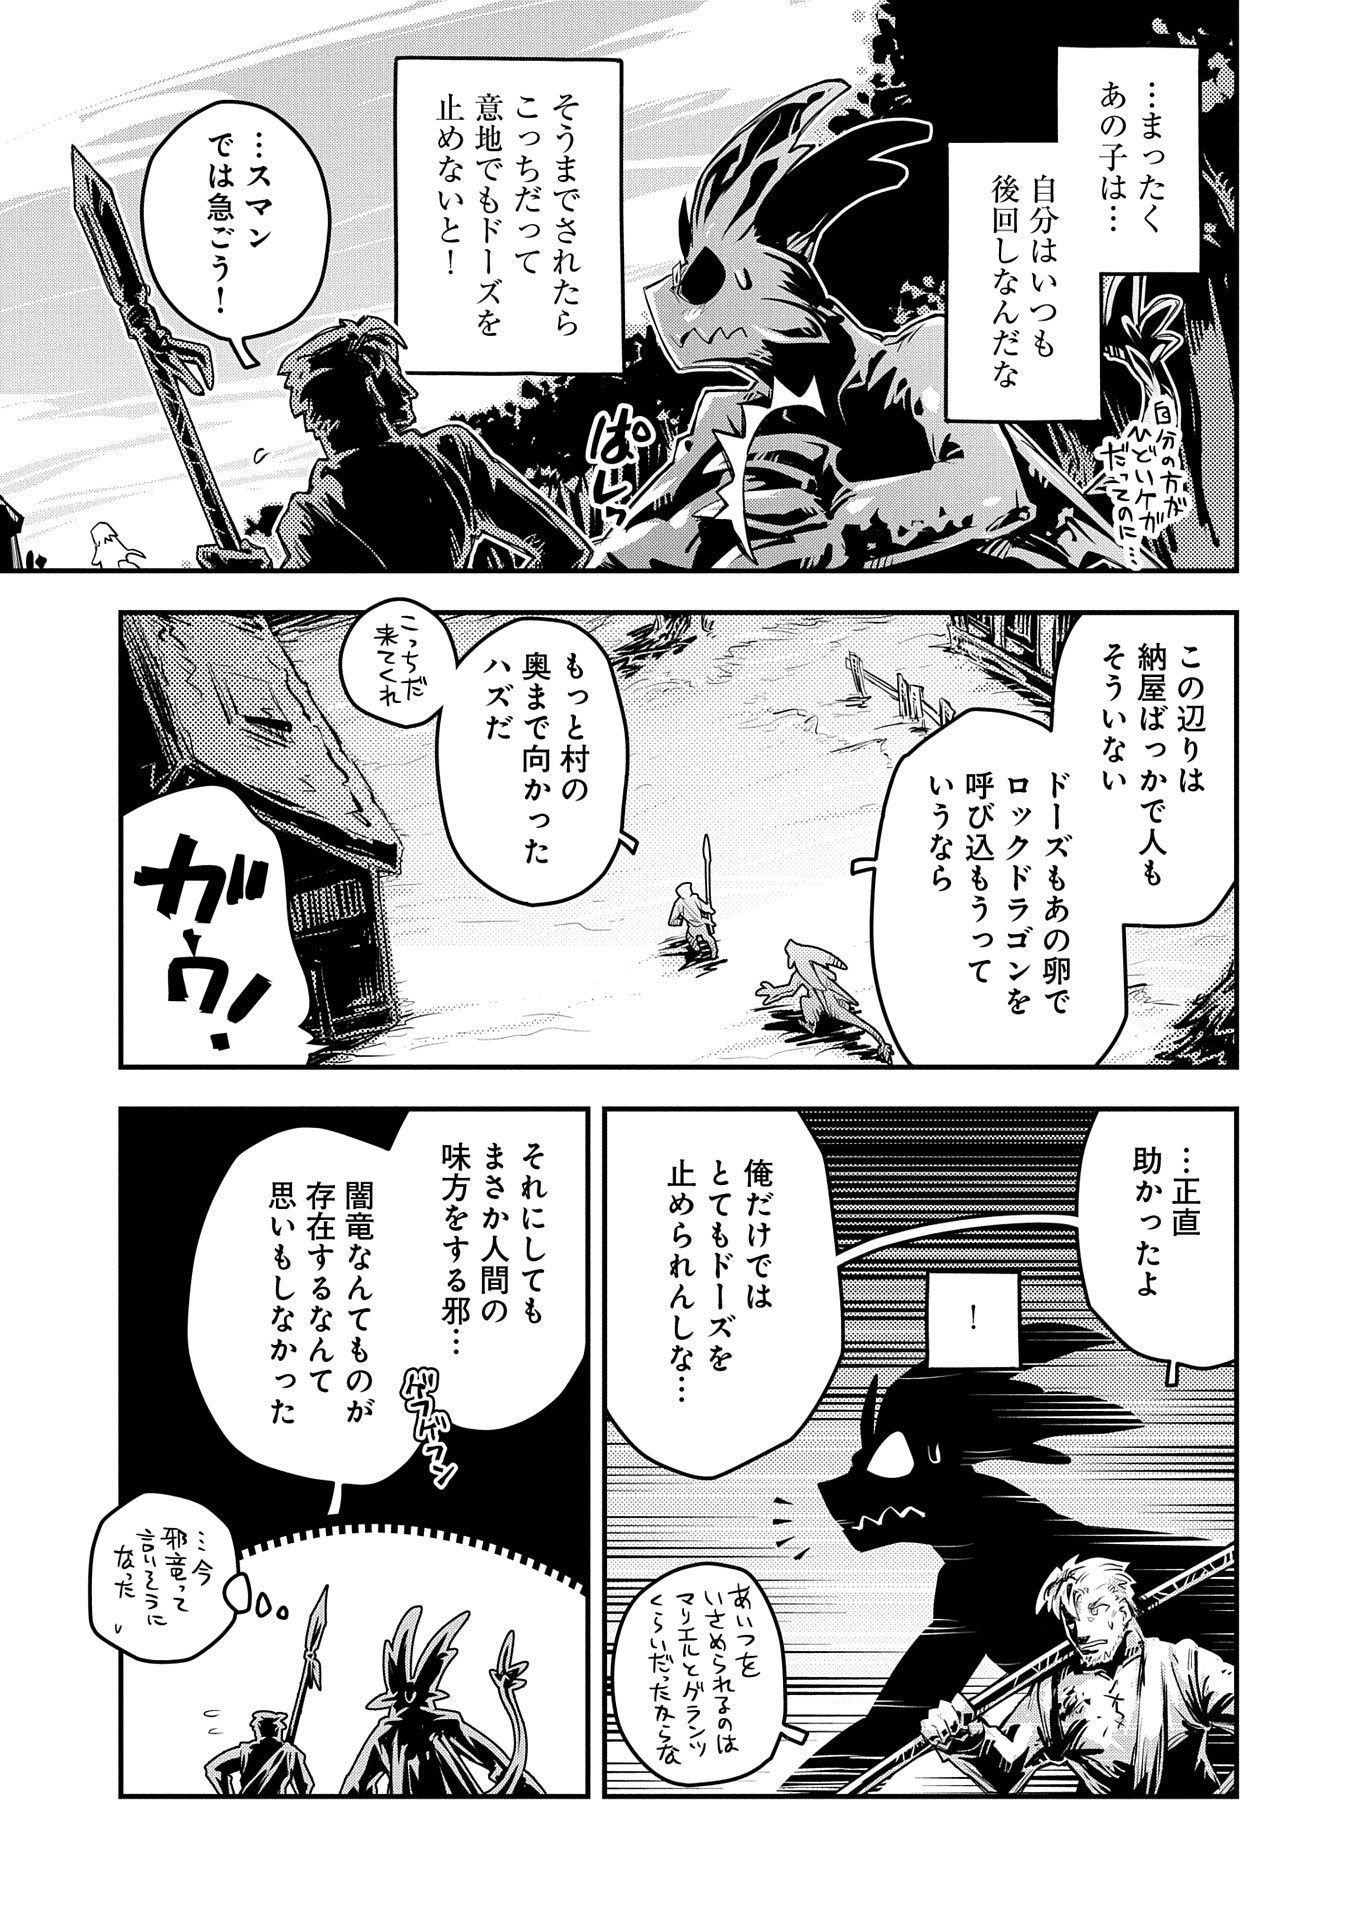 …まったく
あの子は…
自分はいつも
後回しなんだな
自分の方が
ひどいケガ
だってのに…
そうまでされたら
こっちだって
意地でもドーズを
止めないと！
ぱしっ
…スマン
では急ごう！
この辺りは
納屋ばっかで人も
そういない
ドーズもあの卵で
ロックドラゴンを
呼び込もうって
いうなら
もっと村の
奥まで向かった
ハズだ
こっちだ
来てくれ
ガウ！
…正直
助かったよ
！
俺だけでは
とてもドーズを
止められんしな…
あいつを
いさめられるのは
マリエルとグランツ
くらいだったからな
それにしても
まさか人間の
味方をする邪…
ゲフゲフン
闇竜なんてものが
存在するなんて
思いもしなかった
…今
邪竜って
言いそうに
なった